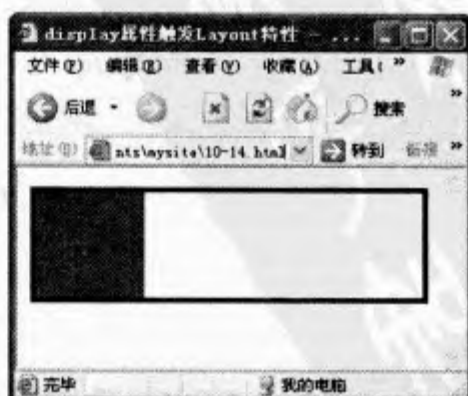 display属性触发Layout特性 - ...
文件(F) 编辑(E) 查看(V) 收藏(A) 工具( »
后退 搜索 »
地址(D) nts\mysite\10-14.html 转到 链接 »
完毕 我的电脑